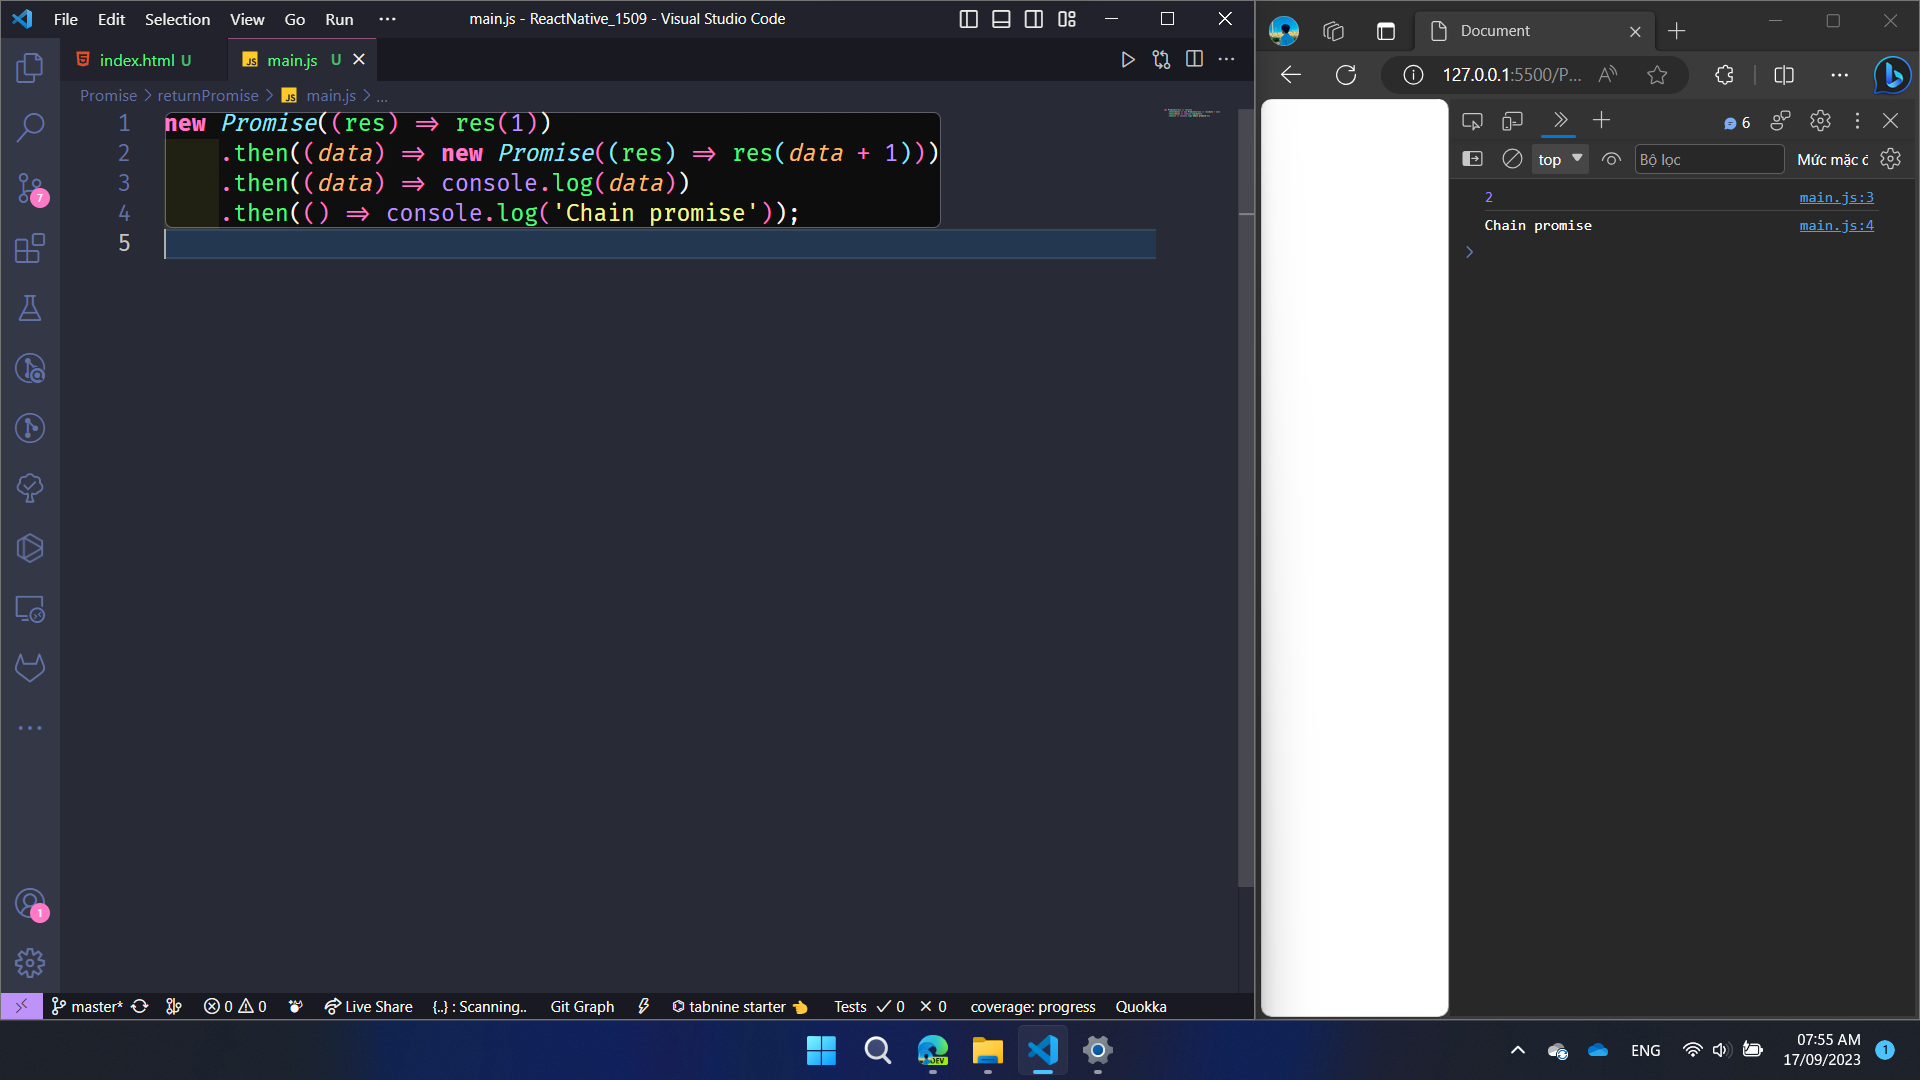 File Edit Selection View Go Run ···
main.js - ReactNative_1509 - Visual Studio Code
index.html U
JS main.js U
Promise > returnPromise > JS main.js > ...
1 new Promise((res) => res(1))
2 .then((data) => new Promise((res) => res(data + 1)))
3 .then((data) => console.log(data))
4 .then(() => console.log('Chain promise'));
5
7
1
master* 0 0 Live Share {..} : Scanning.. Git Graph tabnine starter Tests 0 0 coverage: progress Quokka
Document
127.0.0.1:5500/P...
6
top Bộ lọc Mức mặc đ
2 main.js:3
Chain promise main.js:4
>
DEV
ENG
07:55 AM
17/09/2023
1